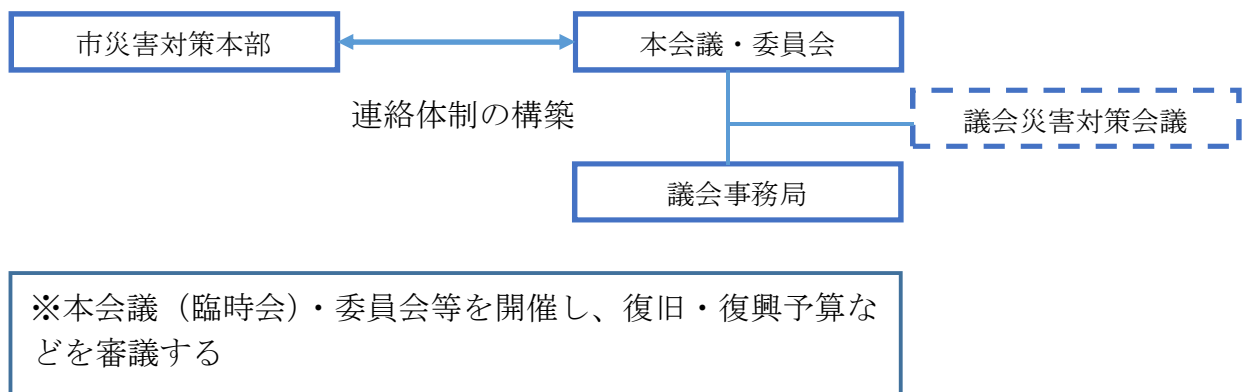 市災害対策本部
本会議・委員会
連絡体制の構築
議会災害対策会議
議会事務局
※本会議（臨時会）・委員会等を開催し、復旧・復興予算な
どを審議する